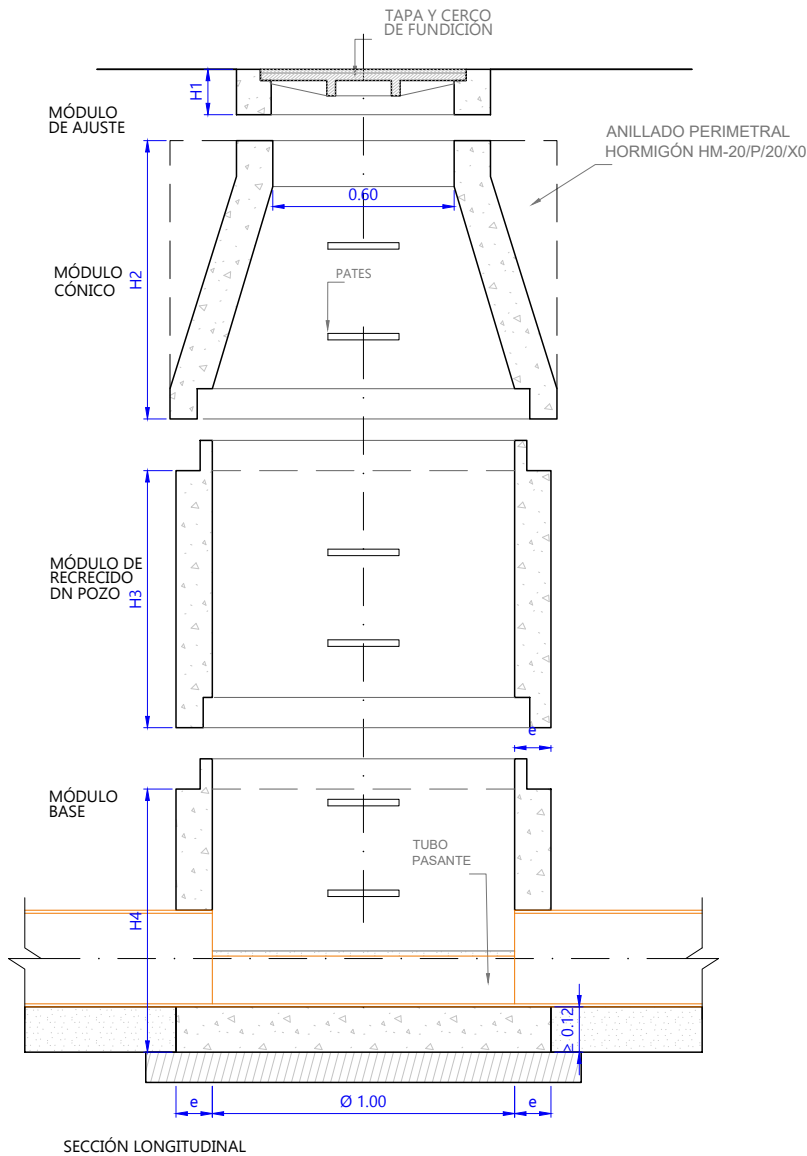 TAPA Y CERCO
DE FUNDICIÓN
H1
MÓDULO
DE AJUSTE
ANILLADO PERIMETRAL
HORMIGÓN HM-20/P/20/X0
0.60
H2
MÓDULO
CÓNICO
PATES
MÓDULO DE
RECRECIDO
DN POZO
H3
e
MÓDULO
BASE
TUBO
PASANTE
H4
≥ 0.12
e
Ø 1.00
e
SECCIÓN LONGITUDINAL